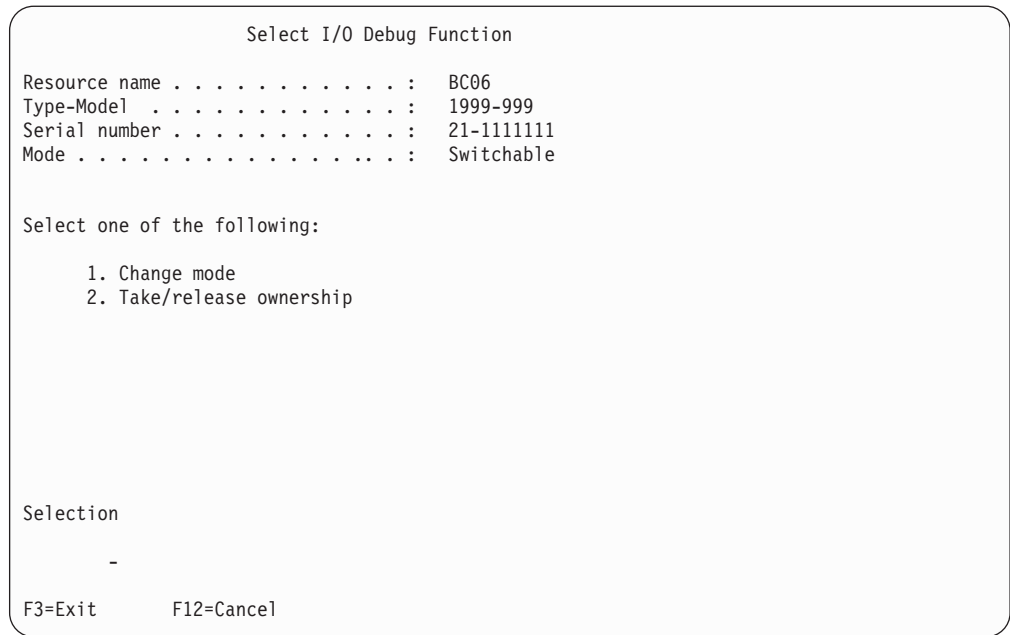 Select I/O Debug Function
Resource name . . . . . . . . . . . : BC06
Type-Model . . . . . . . . . . . . : 1999-999
Serial number . . . . . . . . . . . : 21-1111111
Mode . . . . . . . . . . . . . . .. . : Switchable
Select one of the following:
1. Change mode
2. Take/release ownership
Selection
-
F3=Exit F12=Cancel